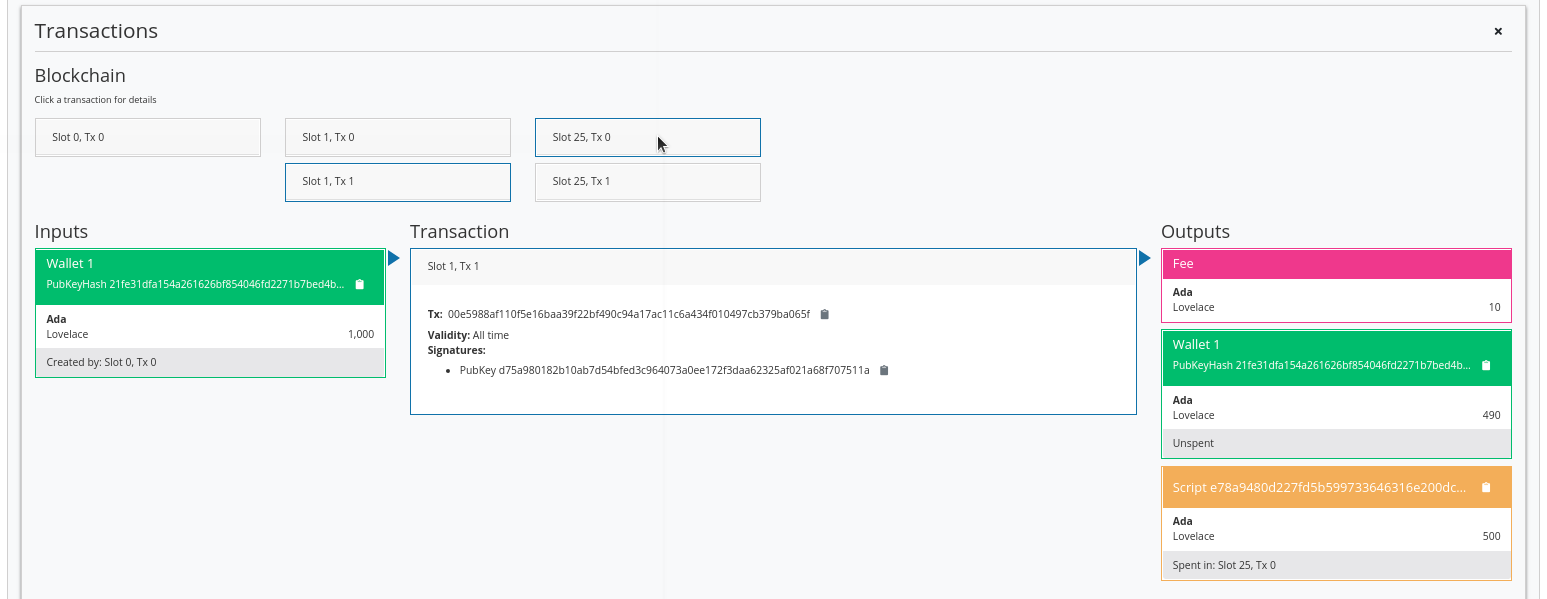 Transactions
×
Blockchain
Click a transaction for details
Slot 0, Tx 0
Slot 1, Tx 0
Slot 25, Tx 0
Slot 1, Tx 1
Slot 25, Tx 1
Inputs
Wallet 1
PubKeyHash 21fe31dfa154a261626bf854046fd2271b7bed4b...
Ada
Lovelace 1,000
Created by: Slot 0, Tx 0
Transaction
Slot 1, Tx 1
Tx: 00e5988af110f5e16baa39f22bf490c94a17ac11c6a434f010497cb379ba065f
Validity: All time
Signatures:
• PubKey d75a980182b10ab7d54bfed3c964073a0ee172f3daa62325af021a68f707511a
Outputs
Fee
Ada
Lovelace 10
Wallet 1
PubKeyHash 21fe31dfa154a261626bf854046fd2271b7bed4b...
Ada
Lovelace 490
Unspent
Script e78a9480d227fd5b599733646316e200dc...
Ada
Lovelace 500
Spent in: Slot 25, Tx 0